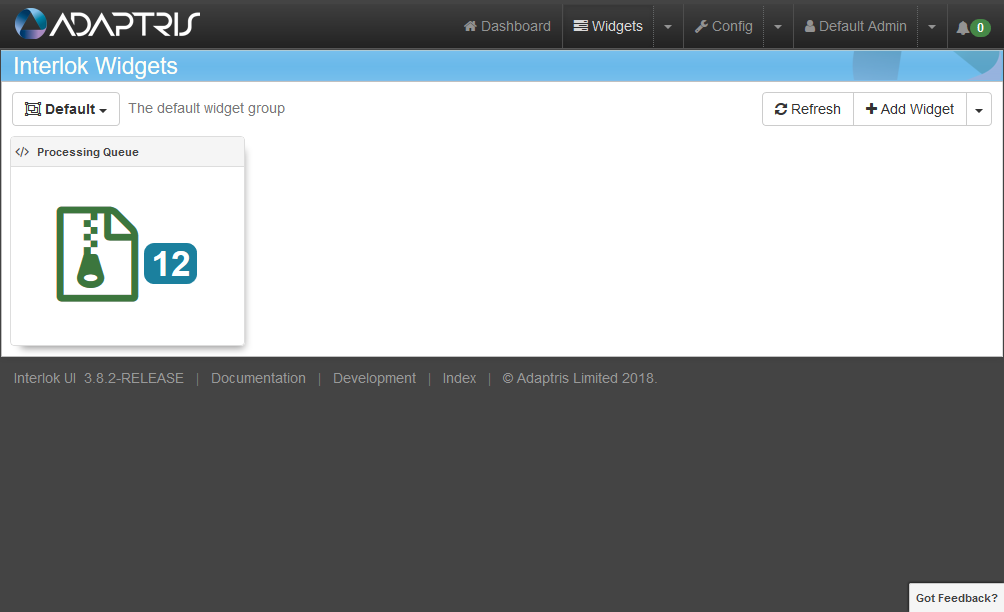 ADAPTRIS Dashboard Widgets Config Default Admin 0
Interlok Widgets
Default The default widget group Refresh Add Widget
</> Processing Queue
12
Interlok UI 3.8.2-RELEASE | Documentation | Development | Index | © Adaptris Limited 2018.
Got Feedback?